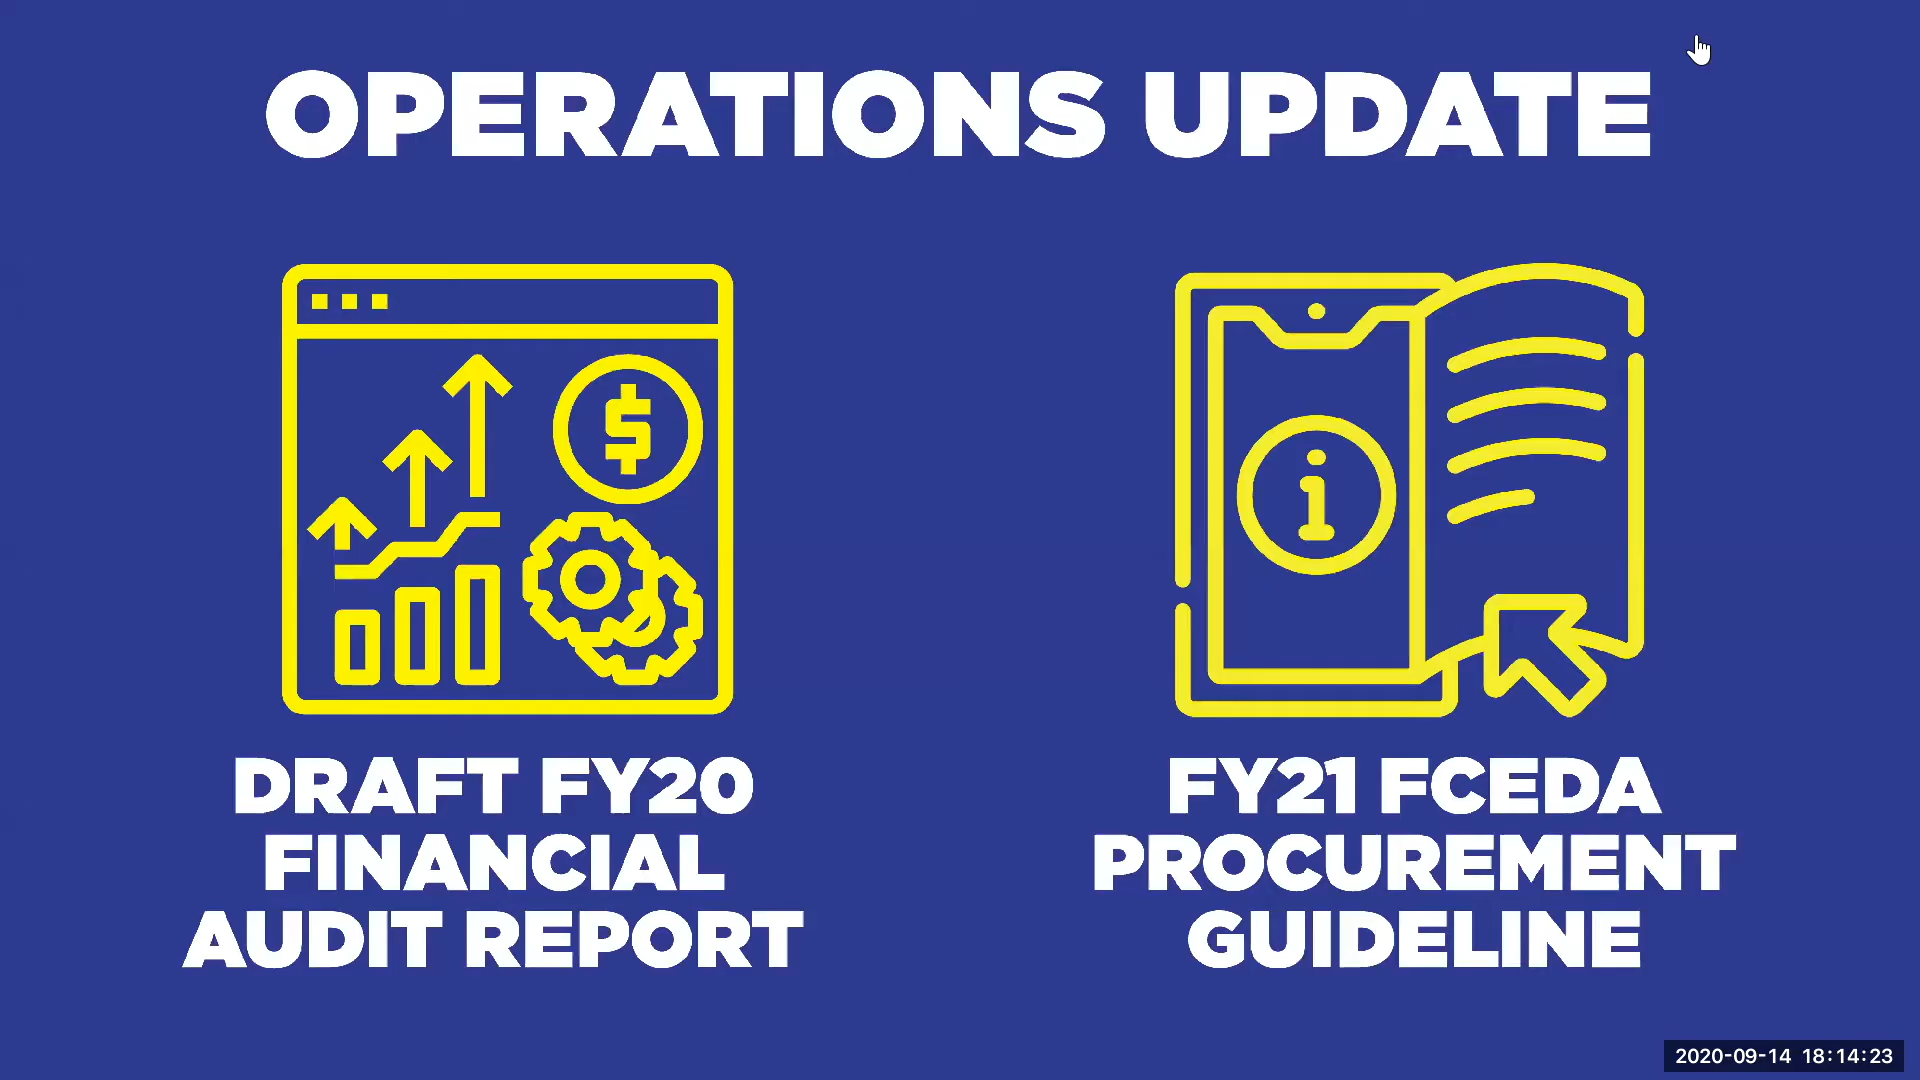 OPERATIONS UPDATE
$
i
DRAFT FY20
FINANCIAL
AUDIT REPORT
FY21 FCEDA
PROCUREMENT
GUIDELINE
2020-09-14 18:14:23